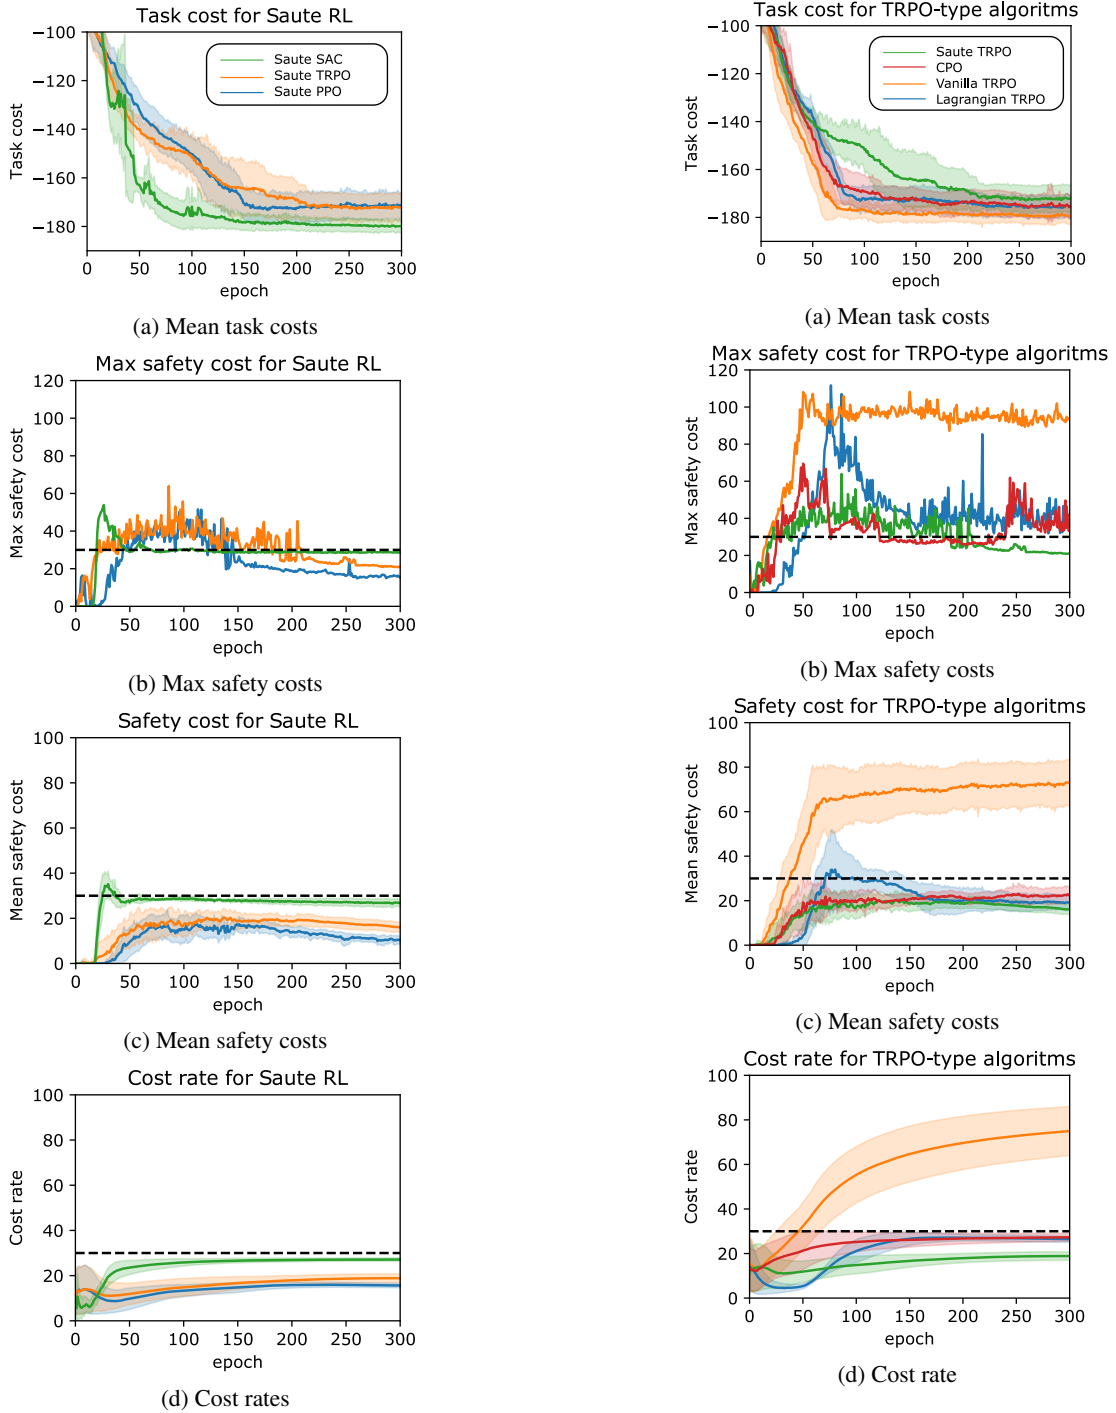 Task cost for Saute RL
−100
−120
−140
−160
−180
Task cost
Saute SAC
Saute TRPO
Saute PPO
0 50 100 150 200 250 300
epoch
(a) Mean task costs
Max safety cost for Saute RL
120
100
80
60
40
20
0
Max safety cost
0 50 100 150 200 250 300
epoch
(b) Max safety costs
Safety cost for Saute RL
100
80
60
40
20
0
Mean safety cost
0 50 100 150 200 250 300
epoch
(c) Mean safety costs
Cost rate for Saute RL
100
80
60
40
20
0
Cost rate
0 50 100 150 200 250 300
epoch
(d) Cost rates
Task cost for TRPO-type algoritms
−100
−120
−140
−160
−180
Task cost
Saute TRPO
CPO
Vanilla TRPO
Lagrangian TRPO
0 50 100 150 200 250 300
epoch
(a) Mean task costs
Max safety cost for TRPO-type algoritms
120
100
80
60
40
20
0
Max safety cost
0 50 100 150 200 250 300
epoch
(b) Max safety costs
Safety cost for TRPO-type algoritms
100
80
60
40
20
0
Mean safety cost
0 50 100 150 200 250 300
epoch
(c) Mean safety costs
Cost rate for TRPO-type algoritms
100
80
60
40
20
0
Cost rate
0 50 100 150 200 250 300
epoch
(d) Cost rate